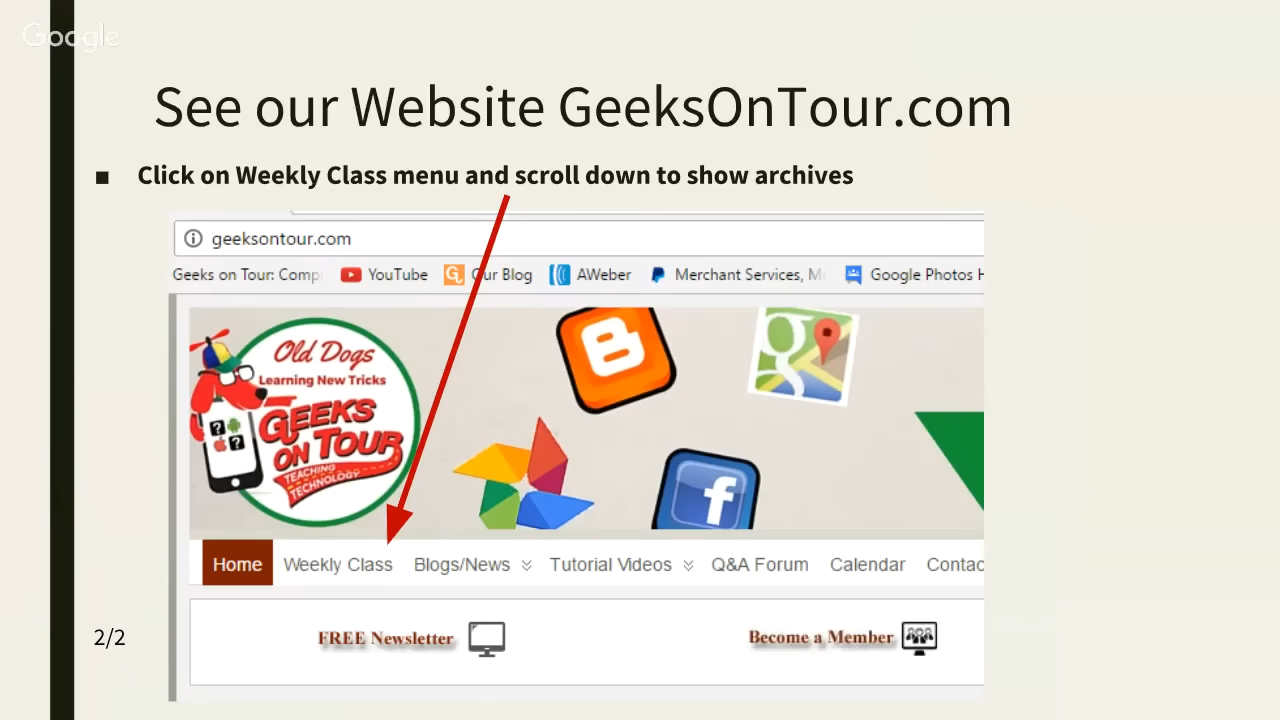 Google
See our Website GeeksOnTour.com
■ Click on Weekly Class menu and scroll down to show archives
geeksontour.com
Geeks on Tour: Comp YouTube Our Blog AWeber Merchant Services, M Google Photos H
Old Dogs
Learning New Tricks
GEEKS
ON TOUR
TEACHING
TECHNOLOGY
Home Weekly Class Blogs/News Tutorial Videos Q&A Forum Calendar Contac
FREE Newsletter Become a Member
2/2